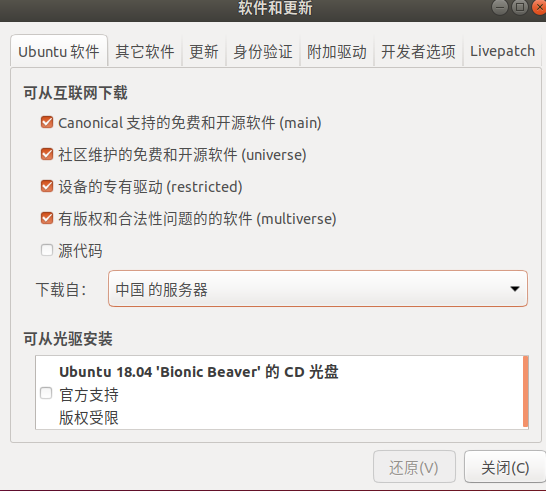 软件和更新
Ubuntu 软件 其它软件 更新 身份验证 附加驱动 开发者选项 Livepatch
可从互联网下载
Canonical 支持的免费和开源软件 (main)
社区维护的免费和开源软件 (universe)
设备的专有驱动 (restricted)
有版权和合法性问题的的软件 (multiverse)
源代码
下载自： 中国 的服务器
可从光驱安装
Ubuntu 18.04 'Bionic Beaver' 的 CD 光盘
官方支持
版权受限
还原(V) 关闭(C)